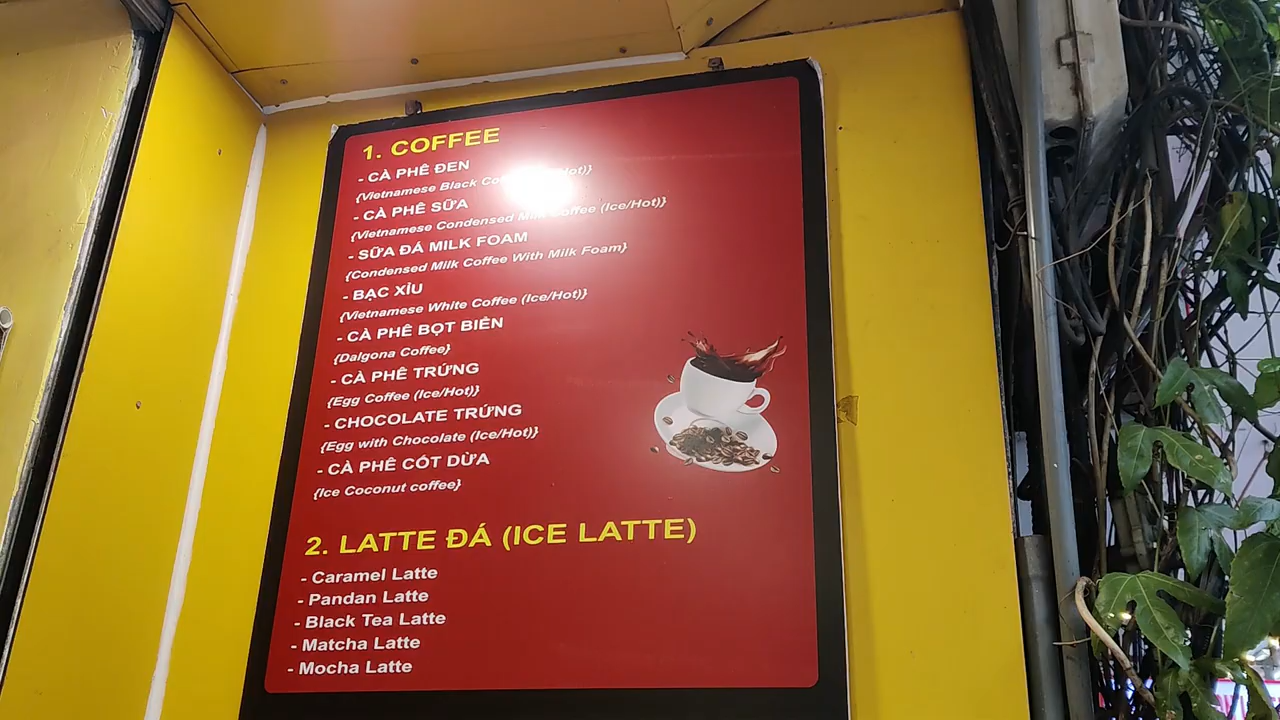 1. COFFEE
- CÀ PHÊ ĐEN
{Vietnamese Black Hot)}
- CÀ PHÊ SỮA
{Vietnamese Condensed Milk Coffee (Ice/Hot)}
- SỮA ĐÁ MILK FOAM
{Condensed Milk Coffee With Milk Foam}
- BẠC XỈU
{Vietnamese White Coffee (Ice/Hot)}
- CÀ PHÊ BỌT BIỂN
{Dalgona Coffee}
- CÀ PHÊ TRỨNG
{Egg Coffee (Ice/Hot)}
- CHOCOLATE TRỨNG
{Egg with Chocolate (Ice/Hot)}
- CÀ PHÊ CỐT DỪA
{Ice Coconut coffee}
2. LATTE ĐÁ (ICE LATTE)
- Caramel Latte
- Pandan Latte
- Black Tea Latte
- Matcha Latte
- Mocha Latte